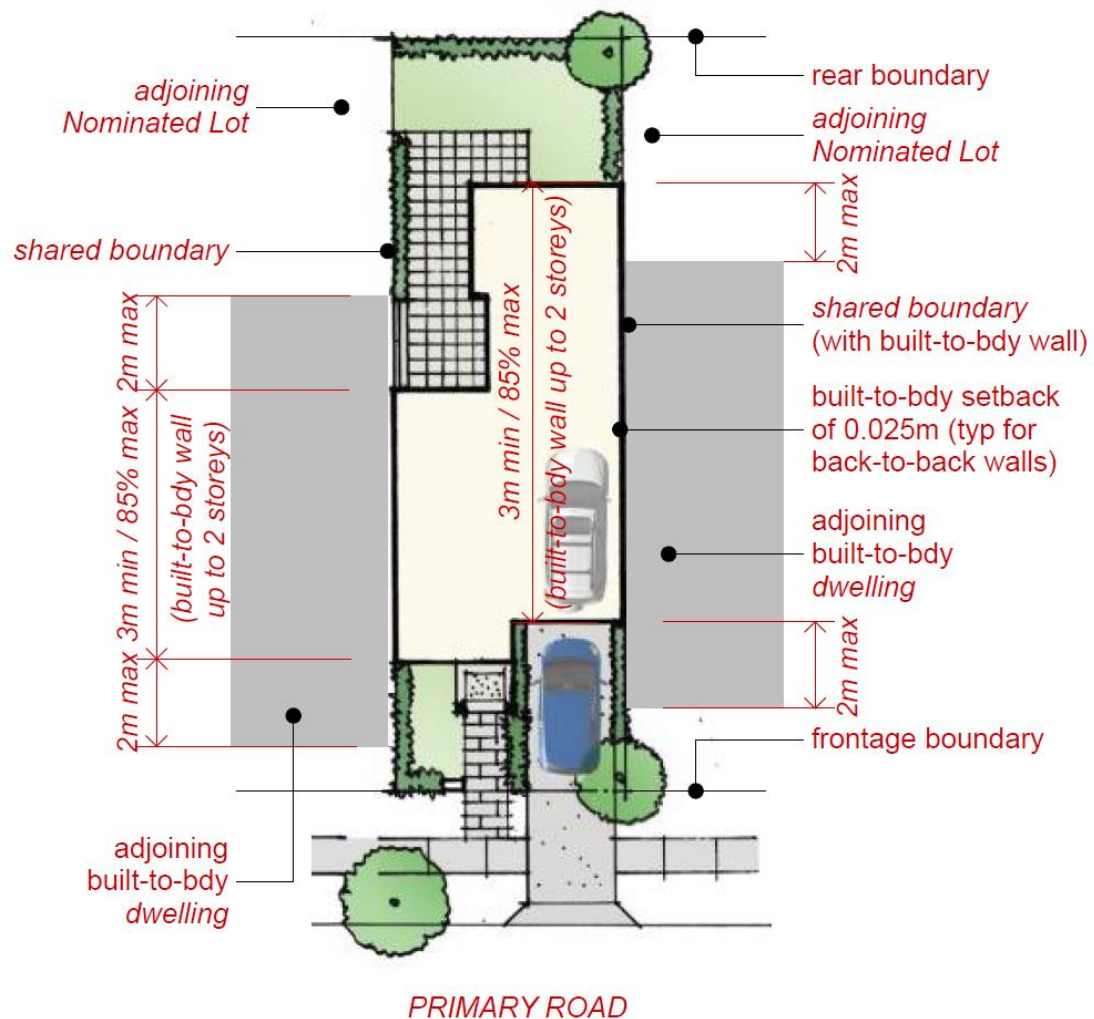 rear boundary
adjoining
Nominated Lot
adjoining
Nominated Lot
2m max
shared boundary
shared boundary
(with built-to-bdy wall)
2m max
3m min / 85% max
(built-to-bdy wall
up to 2 storeys)
2m max
3m min / 85% max
(built-to-bdy wall up to 2 storeys)
built-to-bdy setback
of 0.025m (typ for
back-to-back walls)
adjoining
built-to-bdy
dwelling
2m max
frontage boundary
adjoining
built-to-bdy
dwelling
PRIMARY ROAD